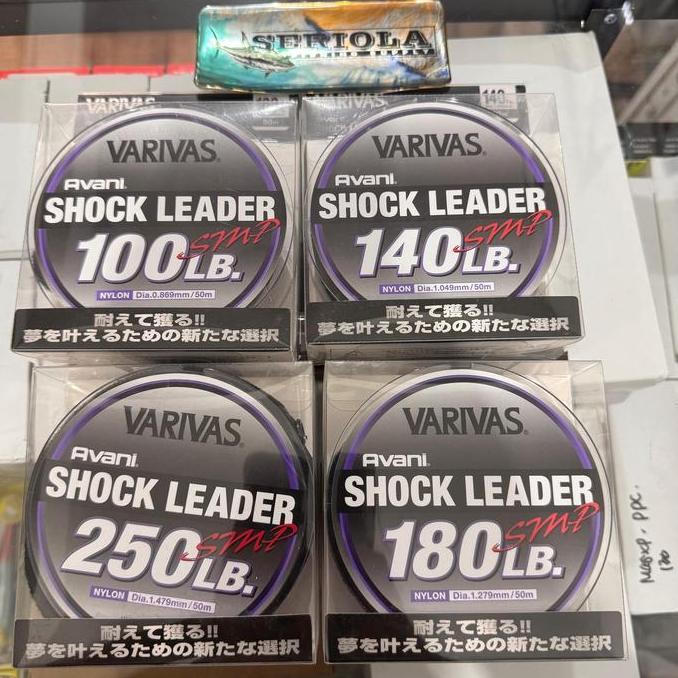 SERIOLA
VARIVAS
VARIVAS
140
VARIVAS®
Avani®
SHOCK LEADER
SMP
100LB.
NYLON Dia.0.869mm/50m
耐えて獲る!!
夢を叶えるための新たな選択
VARIVAS®
Avani®
SHOCK LEADER
SMP
140LB.
NYLON Dia.1.049mm/50m
耐えて獲る!!
夢を叶えるための新たな選択
VARIVAS®
Avani®
SHOCK LEADER
SMP
250LB.
NYLON Dia.1.479mm/50m
耐えて獲る!!
夢を叶えるための新たな選択
VARIVAS®
Avani®
SHOCK LEADER
SMP
180LB.
NYLON Dia.1.279mm/50m
耐えて獲る!!
夢を叶えるための新たな選択